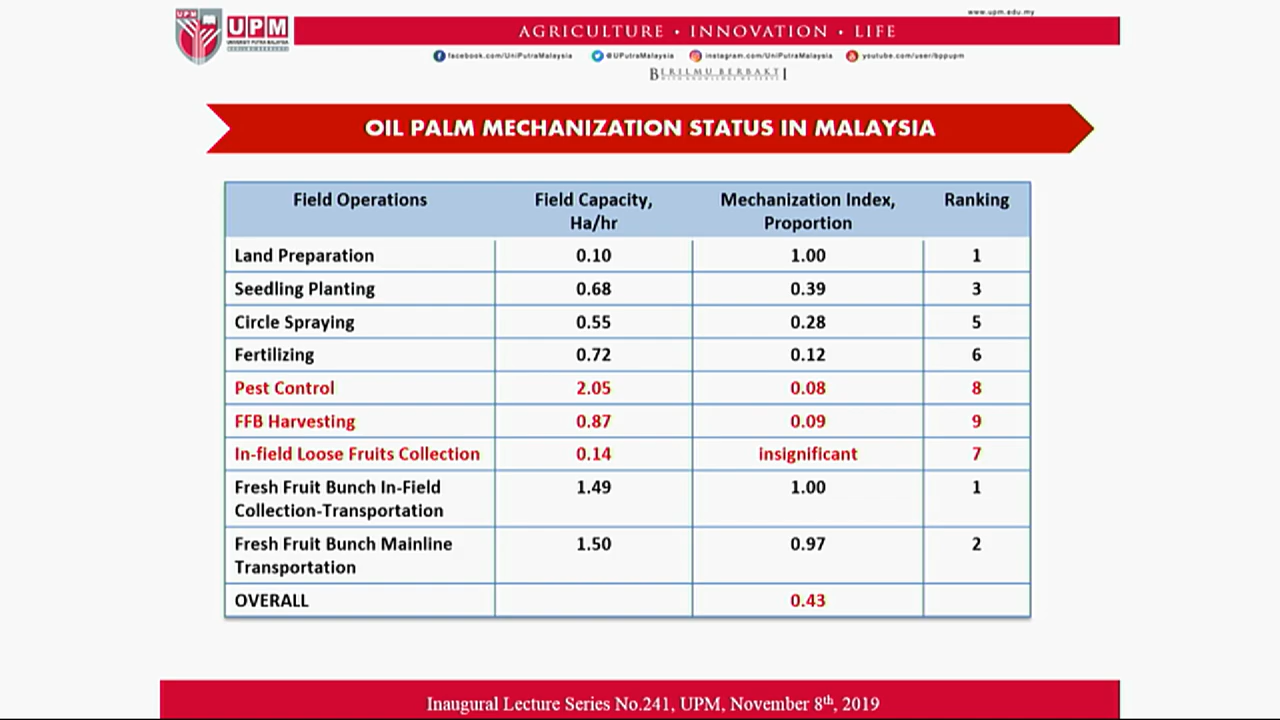 www.upm.edu.my
UPM
UNIVERSITI PUTRA MALAYSIA
AGRICULTURE • INNOVATION • LIFE
facebook.com/UniPutraMalaysia @UPutraMalaysia instagram.com/UniPutraMalaysia youtube.com/user/bppupm
BERILMU BERBAKTI
OIL PALM MECHANIZATION STATUS IN MALAYSIA
Field Operations Field Capacity, Mechanization Index, Ranking
Ha/hr Proportion
Land Preparation 0.10 1.00 1
Seedling Planting 0.68 0.39 3
Circle Spraying 0.55 0.28 5
Fertilizing 0.72 0.12 6
Pest Control 2.05 0.08 8
FFB Harvesting 0.87 0.09 9
In-field Loose Fruits Collection 0.14 insignificant 7
Fresh Fruit Bunch In-Field 1.49 1.00 1
Collection-Transportation
Fresh Fruit Bunch Mainline 1.50 0.97 2
Transportation
OVERALL 0.43
Inaugural Lecture Series No.241, UPM, November 8th, 2019